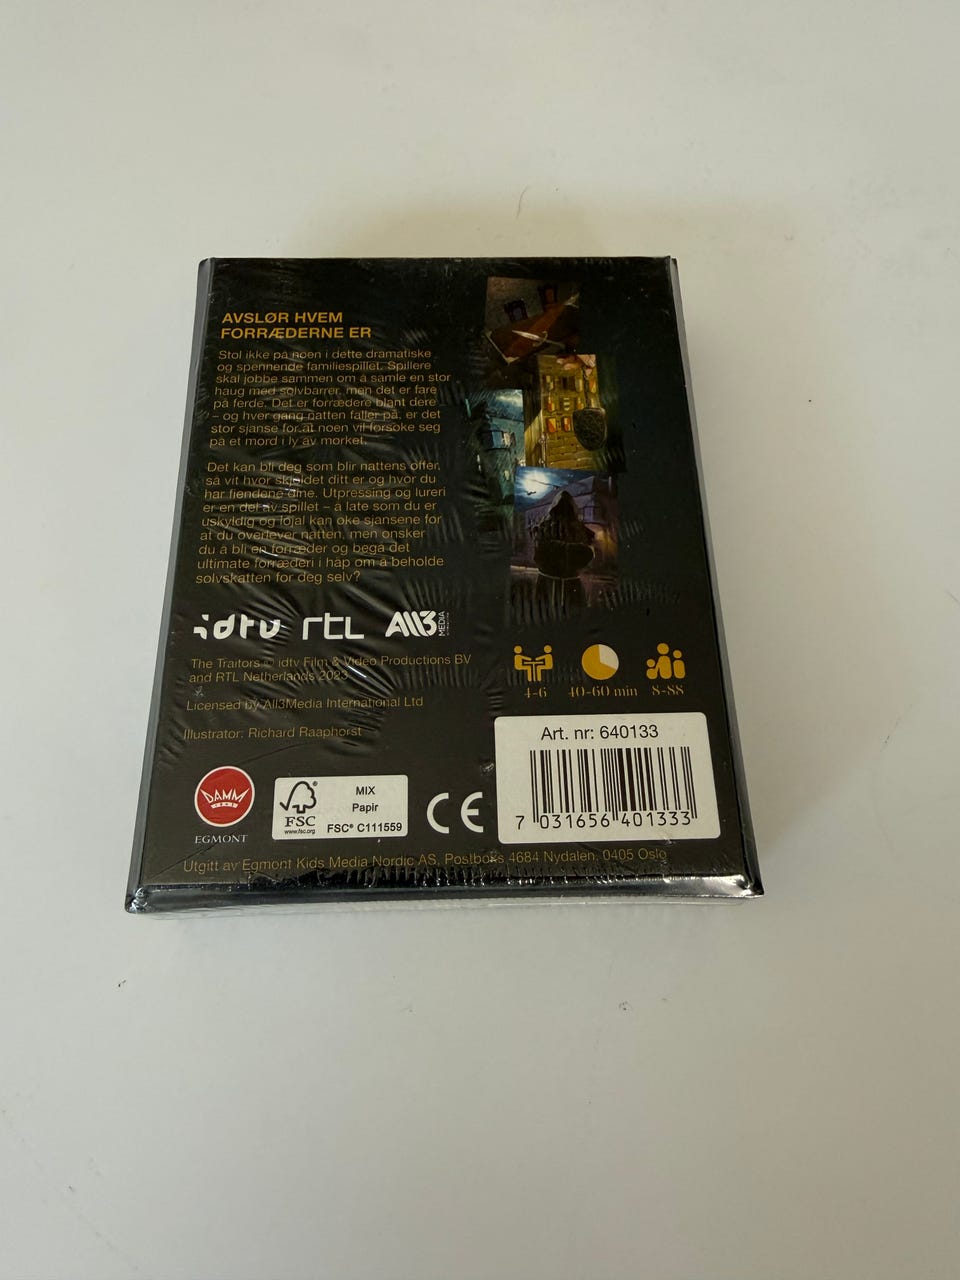 AVSLØR HVEM
FORRÆDERNE ER
Stol ikke på noen i dette dramatiske
og spennende familiespillet. Spillere
skal jobbe sammen om å samle en stor
haug med sølvbarrer, men det er fare
på ferde. Det er forrædere blant dere
– og hver gang natten faller på, er det
stor sjanse for at noen vil forsøke seg
på et mord i ly av mørket.
Det kan bli deg som blir nattens offer,
så vit hvor skjoldet ditt er og hvor du
har fiendene dine. Utpressing og lureri
er en del av spillet – å late som du er
uskyldig og lojal kan øke sjansene for
at du overlever natten, men ønsker
du å bli en forræder og begå det
ultimate forræderi i håp om å beholde
sølvskatten for deg selv?
idtv rtl All3 MEDIA
The Traitors © idtv Film & Video Productions BV
and RTL Netherlands 2023
Licensed by All3Media International Ltd
Illustrator: Richard Raaphorst
4-6 40-60 min 8-88
Art. nr: 640133
7 031656 401333
DAMM
EGMONT
FSC
www.fsc.org
MIX
Papir
FSC® C111559
CE
Utgitt av Egmont Kids Media Nordic AS, Postboks 4684 Nydalen, 0405 Oslo